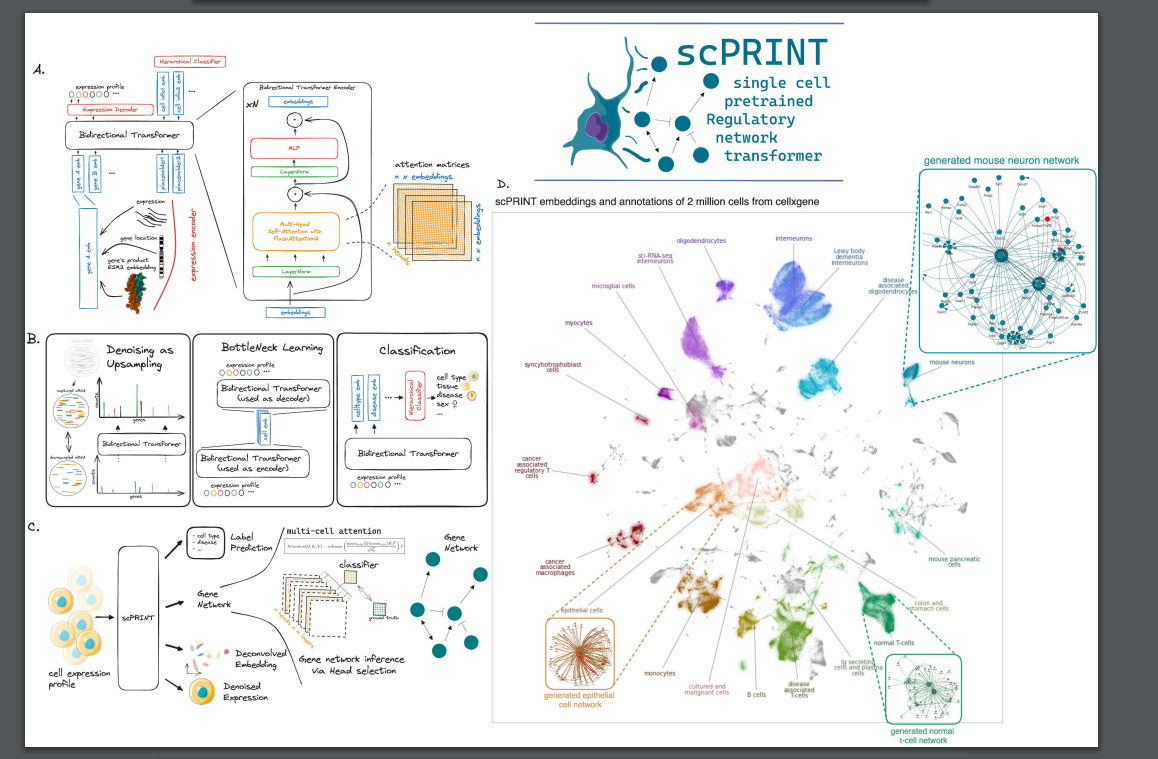 scPRINT
single cell
pretrained
Regulatory
network
transformer
A.
Hierarchical Classifier
expression profile
...
Expression Decoder
cell info1 emb
cell info2 emb
...
Bidirectional Transformer
gene A emb
gene B emb
...
placeholder1
placeholder2
gene A emb
expression
gene location
gene's product
ESM2 embedding
expression encoder
Bidirectional Transformer Encoder
xN
embeddings
MLP
LayerNorm
Multi-Head
Self-Attention with
FlashAttention2
LayerNorm
embeddings
attention matrices
n x embeddings
n x embeddings
x heads
B.
Denoising as
Upsampling
counts
genes
Bidirectional Transformer
counts
genes
BottleNeck Learning
expression profile
...
Bidirectional Transformer
(used as decoder)
cell emb
Bidirectional Transformer
(used as encoder)
expression profile
...
Classification
celltype emb
disease emb
...
Hierarchical
Classifier
cell type
tissue
disease
sex ♀
...
Bidirectional Transformer
expression profile
...
C.
cell expression
profile
scPRINT
- cell type
- disease
- ...
Label
Prediction
Gene
Network
Deconvolved
Embedding
Denoised
Expression
multi-cell attention
classifier
ground truth
Gene network inference
via Head selection
Gene
Network
D.
scPRINT embeddings and annotations of 2 million cells from cellxgene
generated mouse neuron network
oligodendrocytes
interneurons
sci-RNA-seq
interneurons
Lewy body
dementia
interneurons
microglial cells
disease
associated
oligodendrocytes
myocytes
mouse neurons
syncytiotrophoblast
cells
cancer
associated
regulatory T
cells
cancer
associated
macrophages
mouse pancreatic
cells
Epithelial cells
colon and
stomach cells
normal T-cells
monocytes
cultured and
malignant cells
B cells
disease
associated
T-cells
Ig secreting
cells and plasma
cells
generated epithelial
cell network
generated normal
t-cell network